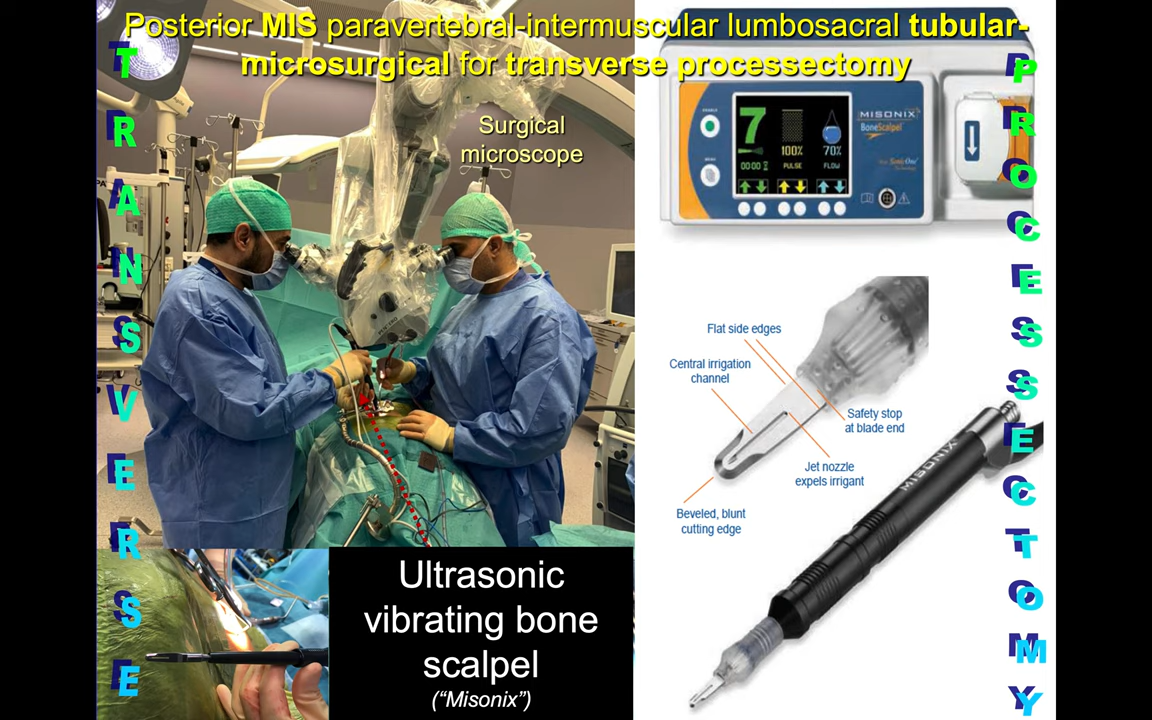 Posterior MIS paravertebral-intermuscular lumbosacral tubular-
microsurgical for transverse processectomy
TRANSVERSE
Surgical
microscope
Ultrasonic
vibrating bone
scalpel
("Misonix")
MISONIX
BoneScalpel
7
100%
70%
00:00
PULSE
FLOW
Flat side edges
Central irrigation
channel
Safety stop
at blade end
Jet nozzle
expels irrigant
Beveled, blunt
cutting edge
MISONIX
PROCESSECTOMY